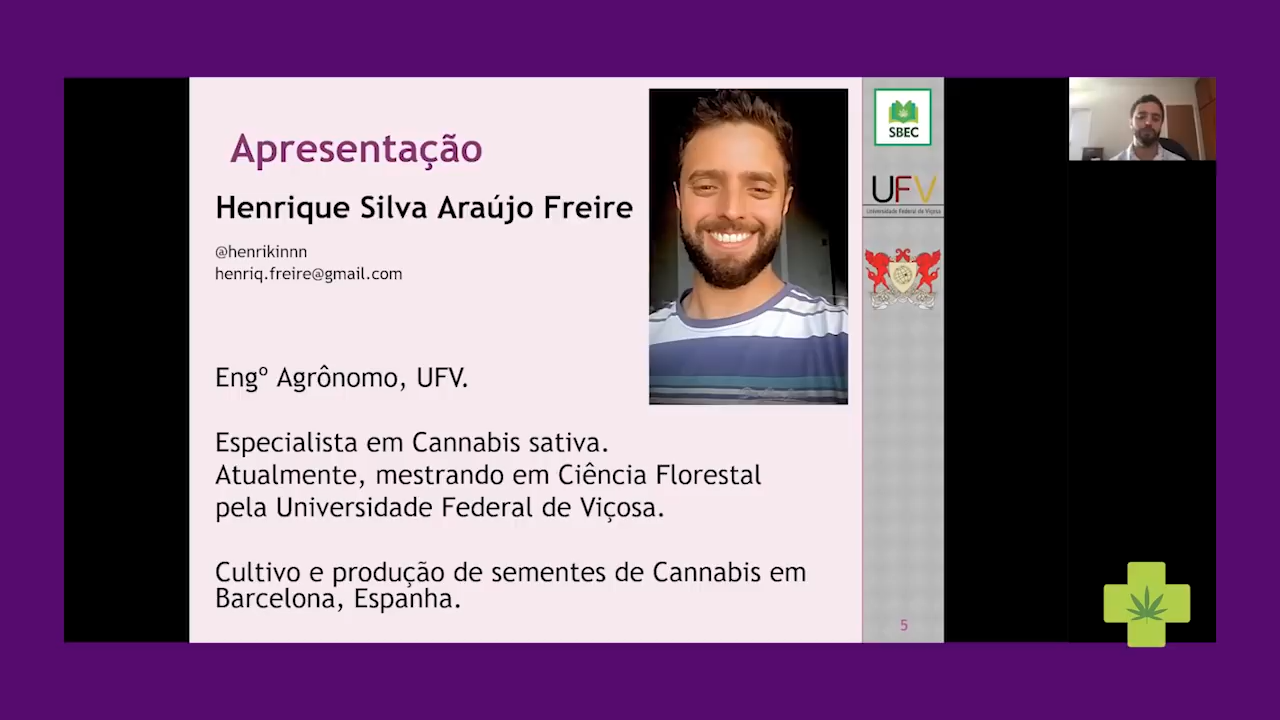 Apresentação
Henrique Silva Araújo Freire
@henrikinnn
henriq.freire@gmail.com
Engº Agrônomo, UFV.
Especialista em Cannabis sativa.
Atualmente, mestrando em Ciência Florestal
pela Universidade Federal de Viçosa.
Cultivo e produção de sementes de Cannabis em
Barcelona, Espanha.
SBEC
UFV
Universidade Federal de Viçosa
5